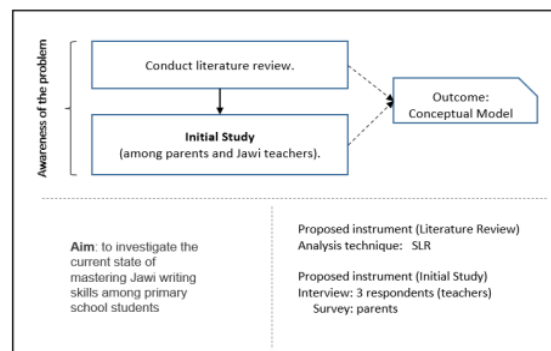 Awareness of the problem
Conduct literature review.
Initial Study
(among parents and Jawi teachers).
Outcome:
Conceptual Model
Aim: to investigate the
current state of
mastering Jawi writing
skills among primary
school students
Proposed instrument (Literature Review)
Analysis technique: SLR
Proposed instrument (Initial Study)
Interview: 3 respondents (teachers)
Survey: parents